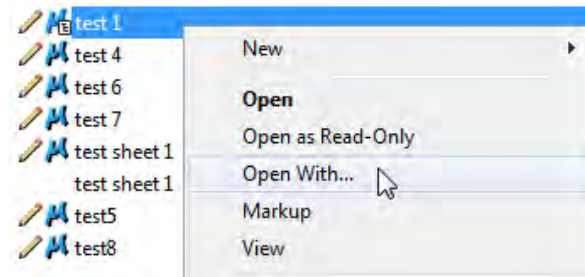 test 1
test 4
test 6
test 7
test sheet 1
test sheet 1
test5
test8
New
Open
Open as Read-Only
Open With...
Markup
View